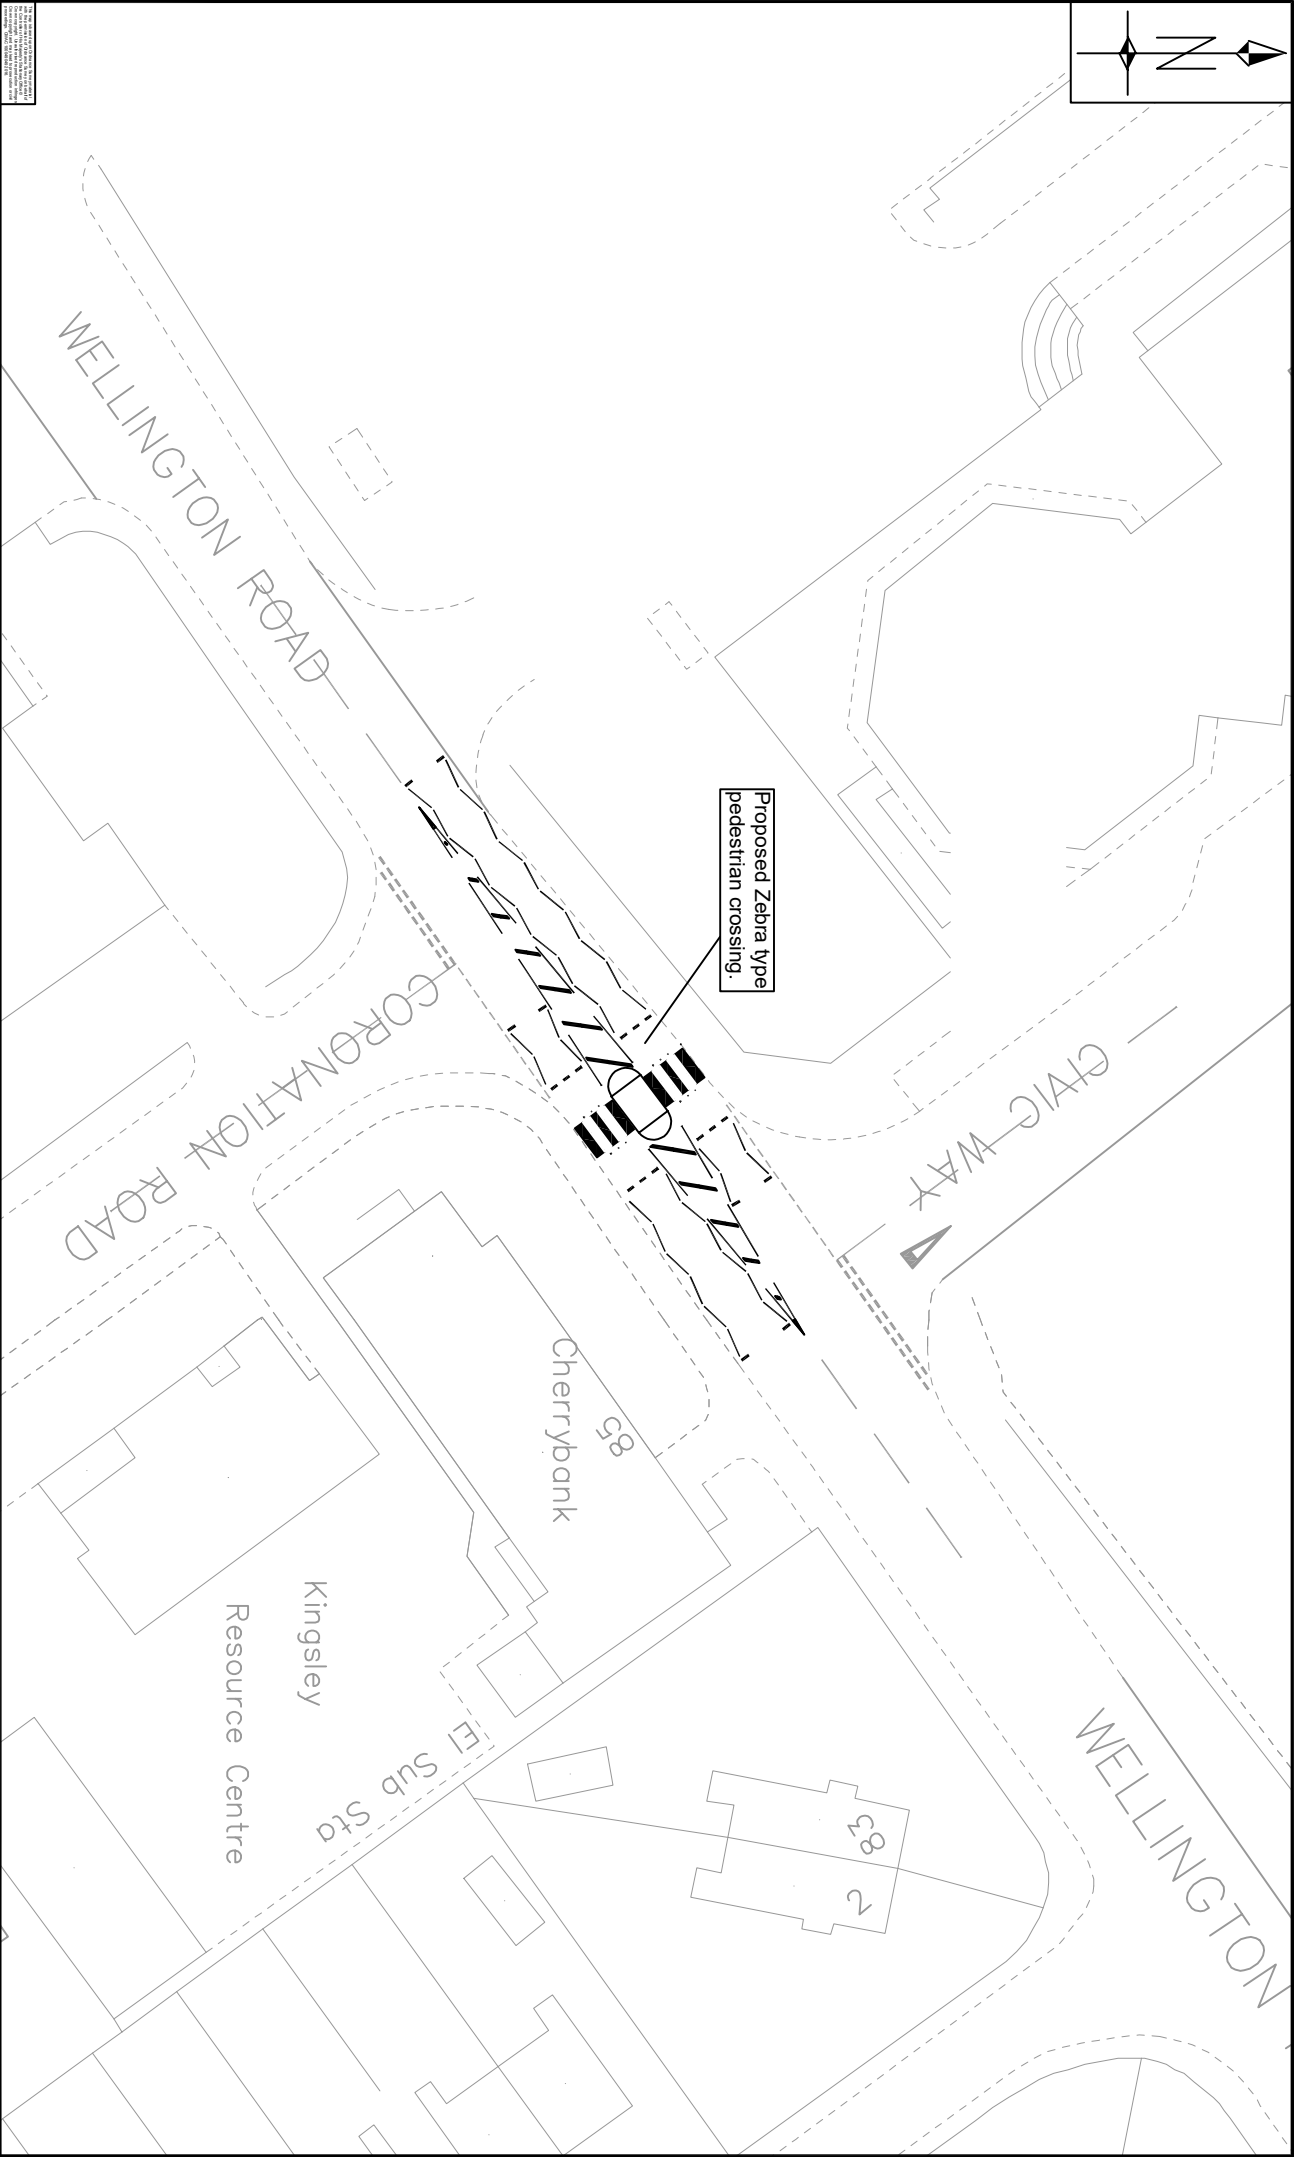 N
WELLINGTON ROAD
Proposed Zebra type
pedestrian crossing.
CIVIC WAY
CORONATION ROAD
85
Cherrybank
Kingsley
Resource Centre
El Sub Sta
83
2
WELLINGTON